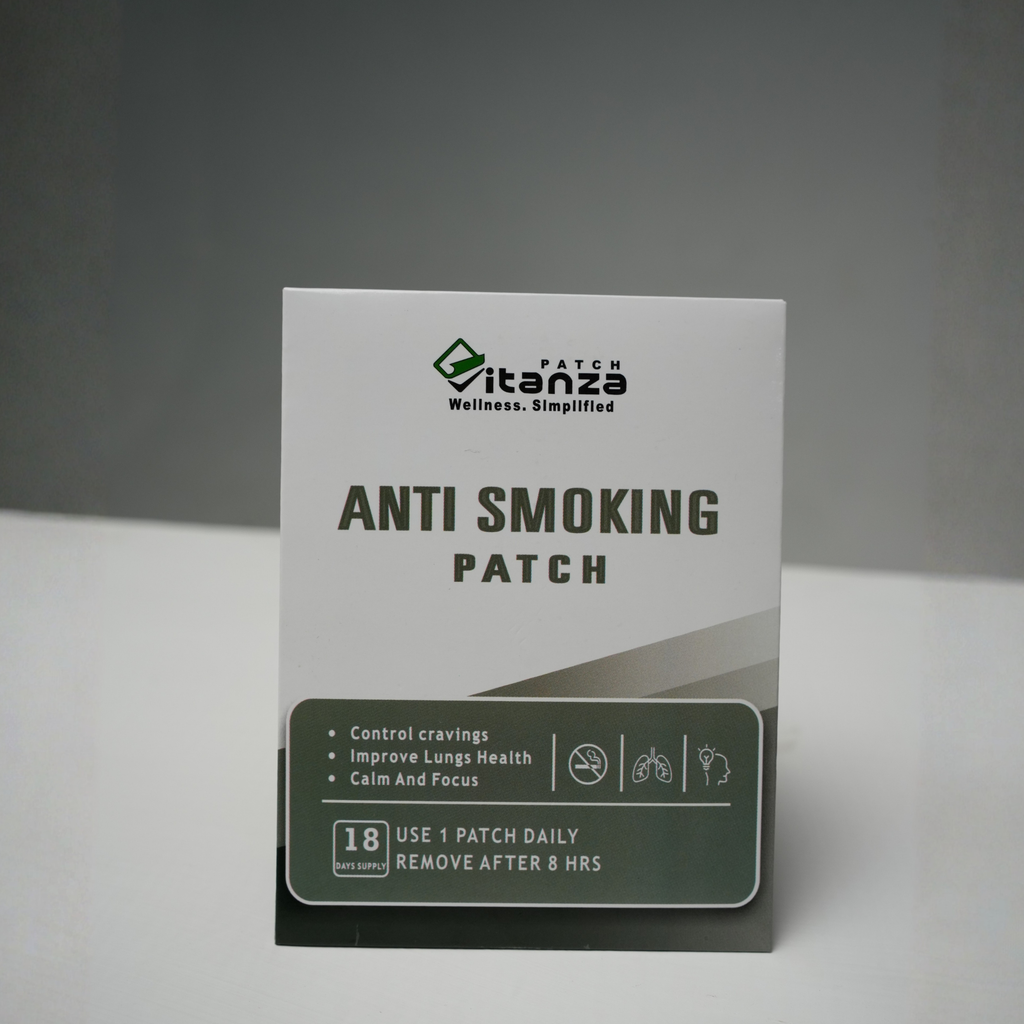 PATCH
Vitanza
Wellness. Simplified
ANTI SMOKING
PATCH
• Control cravings
• Improve Lungs Health
• Calm And Focus
18
DAYS SUPPLY
USE 1 PATCH DAILY
REMOVE AFTER 8 HRS